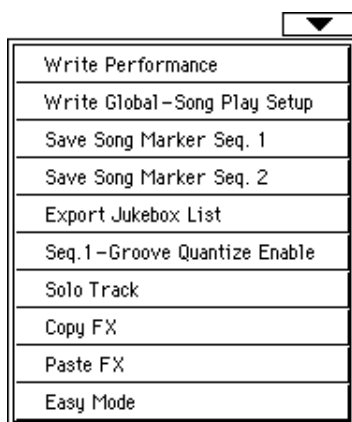 Write Performance
Write Global-Song Play Setup
Save Song Marker Seq. 1
Save Song Marker Seq. 2
Export Jukebox List
Seq.1-Groove Quantize Enable
Solo Track
Copy FX
Paste FX
Easy Mode